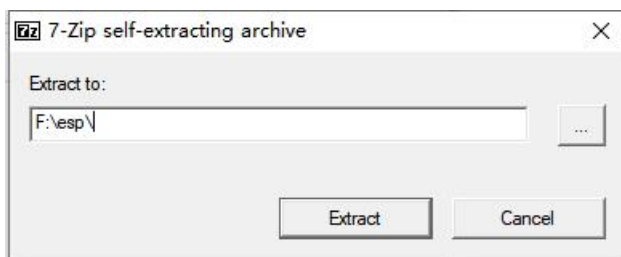 7z 7-Zip self-extracting archive
Extract to:
F:\esp\
...
Extract
Cancel